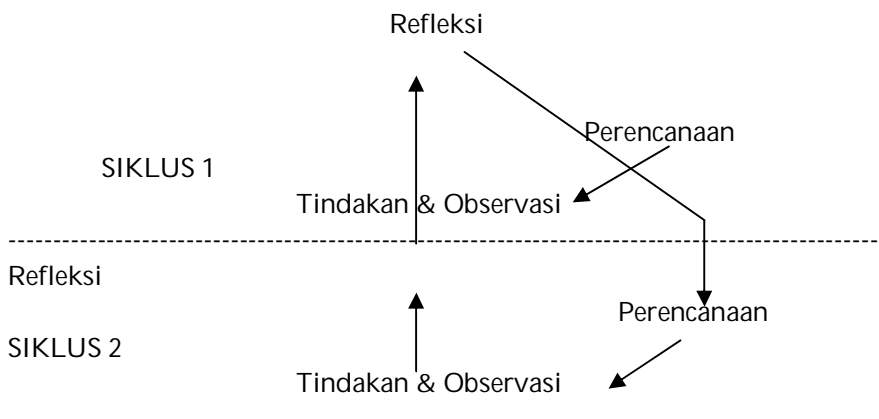 Refleksi
Perencanaan
SIKLUS 1
Tindakan & Observasi
Refleksi
Perencanaan
SIKLUS 2
Tindakan & Observasi